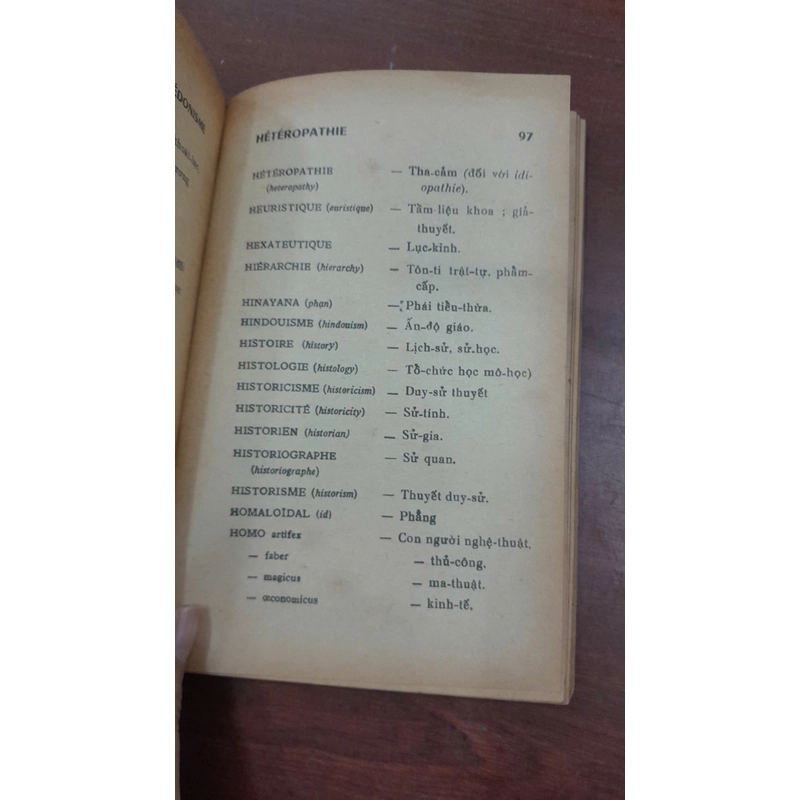 ÉDONISME
HÉTÉROPATHIE 97
HÉTÉROPATHIE — Tha-cảm (đối với idi-
(heteropathy) opathie).
HEURISTIQUE (euristique) — Tầm-liệu khoa ; giả-
thuyết.
HEXATEUTIQUE — Lục-kinh.
HIÉRARCHIE (hierarchy) — Tôn-ti trật-tự, phẩm-
cấp.
HINAYANA (phạn) — Phái tiểu-thừa.
HINDOUISME (hindouism) — Ấn-độ giáo.
HISTOIRE (history) — Lịch-sử, sử-học.
HISTOLOGIE (histology) — Tổ-chức học mô-học)
HISTORICISME (historicism) — Duy-sử thuyết
HISTORICITÉ (historicity) — Sử-tính.
HISTORIEN (historian) — Sử-gia.
HISTORIOGRAPHE — Sử quan.
(historiographe)
HISTORISME (historism) — Thuyết duy-sử.
HOMALOÏDAL (id) — Phẳng
HOMO artifex — Con người nghệ-thuật.
— faber — thủ-công.
— magicus — ma-thuật.
— œconomicus — kinh-tế.